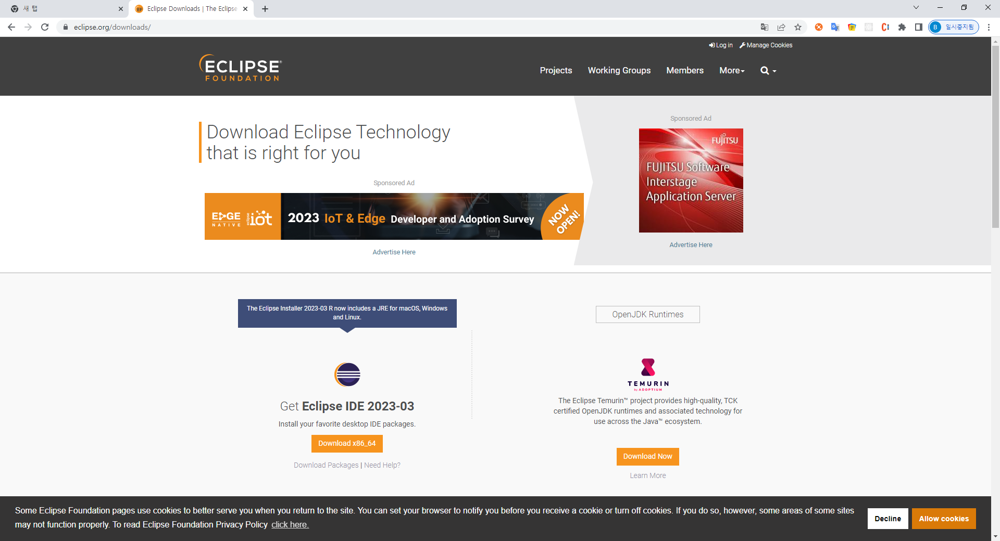 새 탭
Eclipse Downloads | The Eclipse
eclipse.org/downloads/
B 일시중지됨
Log in Manage Cookies
ECLIPSE®
FOUNDATION
Projects Working Groups Members More
Download Eclipse Technology
that is right for you
Sponsored Ad
EDGE
NATIVE
eclipse
iot
2023 IoT & Edge Developer and Adoption Survey
NOW
OPEN!
Advertise Here
Sponsored Ad
FUJITSU
FUJITSU Software
Interstage
Application Server
Advertise Here
The Eclipse Installer 2023-03 R now includes a JRE for macOS, Windows
and Linux.
Get Eclipse IDE 2023-03
Install your favorite desktop IDE packages.
Download x86_64
Download Packages | Need Help?
OpenJDK Runtimes
TEMURIN
by ADOPTIUM
The Eclipse Temurin™ project provides high-quality, TCK
certified OpenJDK runtimes and associated technology for
use across the Java™ ecosystem.
Download Now
Learn More
Some Eclipse Foundation pages use cookies to better serve you when you return to the site. You can set your browser to notify you before you receive a cookie or turn off cookies. If you do so, however, some areas of some sites
may not function properly. To read Eclipse Foundation Privacy Policy click here.
Decline
Allow cookies